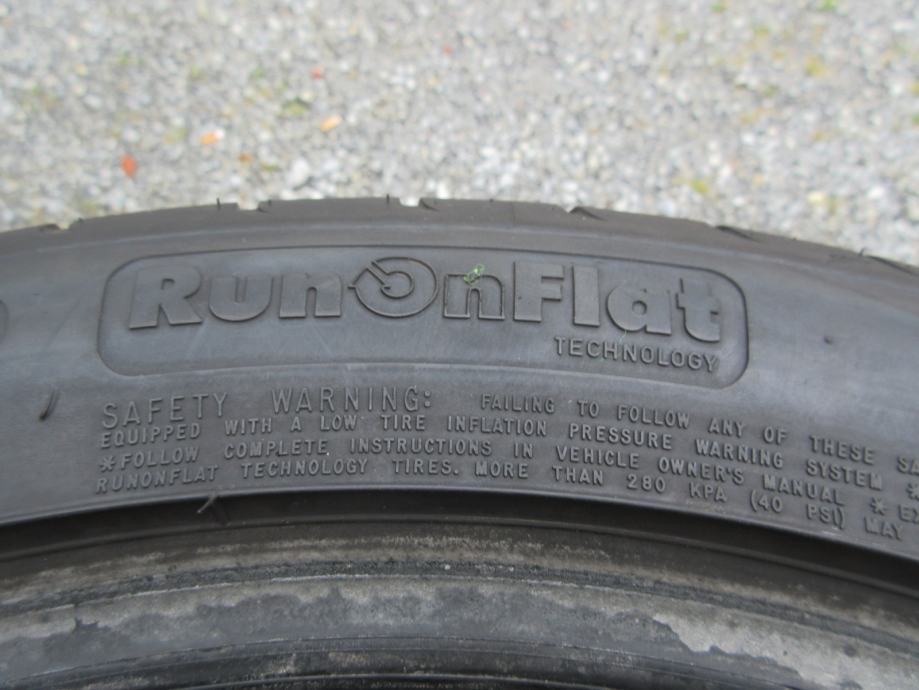 RunOnFlat
TECHNOLOGY
SAFETY WARNING: FAILING TO FOLLOW ANY OF THESE
EQUIPPED WITH A LOW TIRE INFLATION PRESSURE WARNING SYSTEM *
*FOLLOW COMPLETE INSTRUCTIONS IN VEHICLE OWNER'S MANUAL *
RUNONFLAT TECHNOLOGY TIRES. MORE THAN 280 KPA (40 PSI) MAY